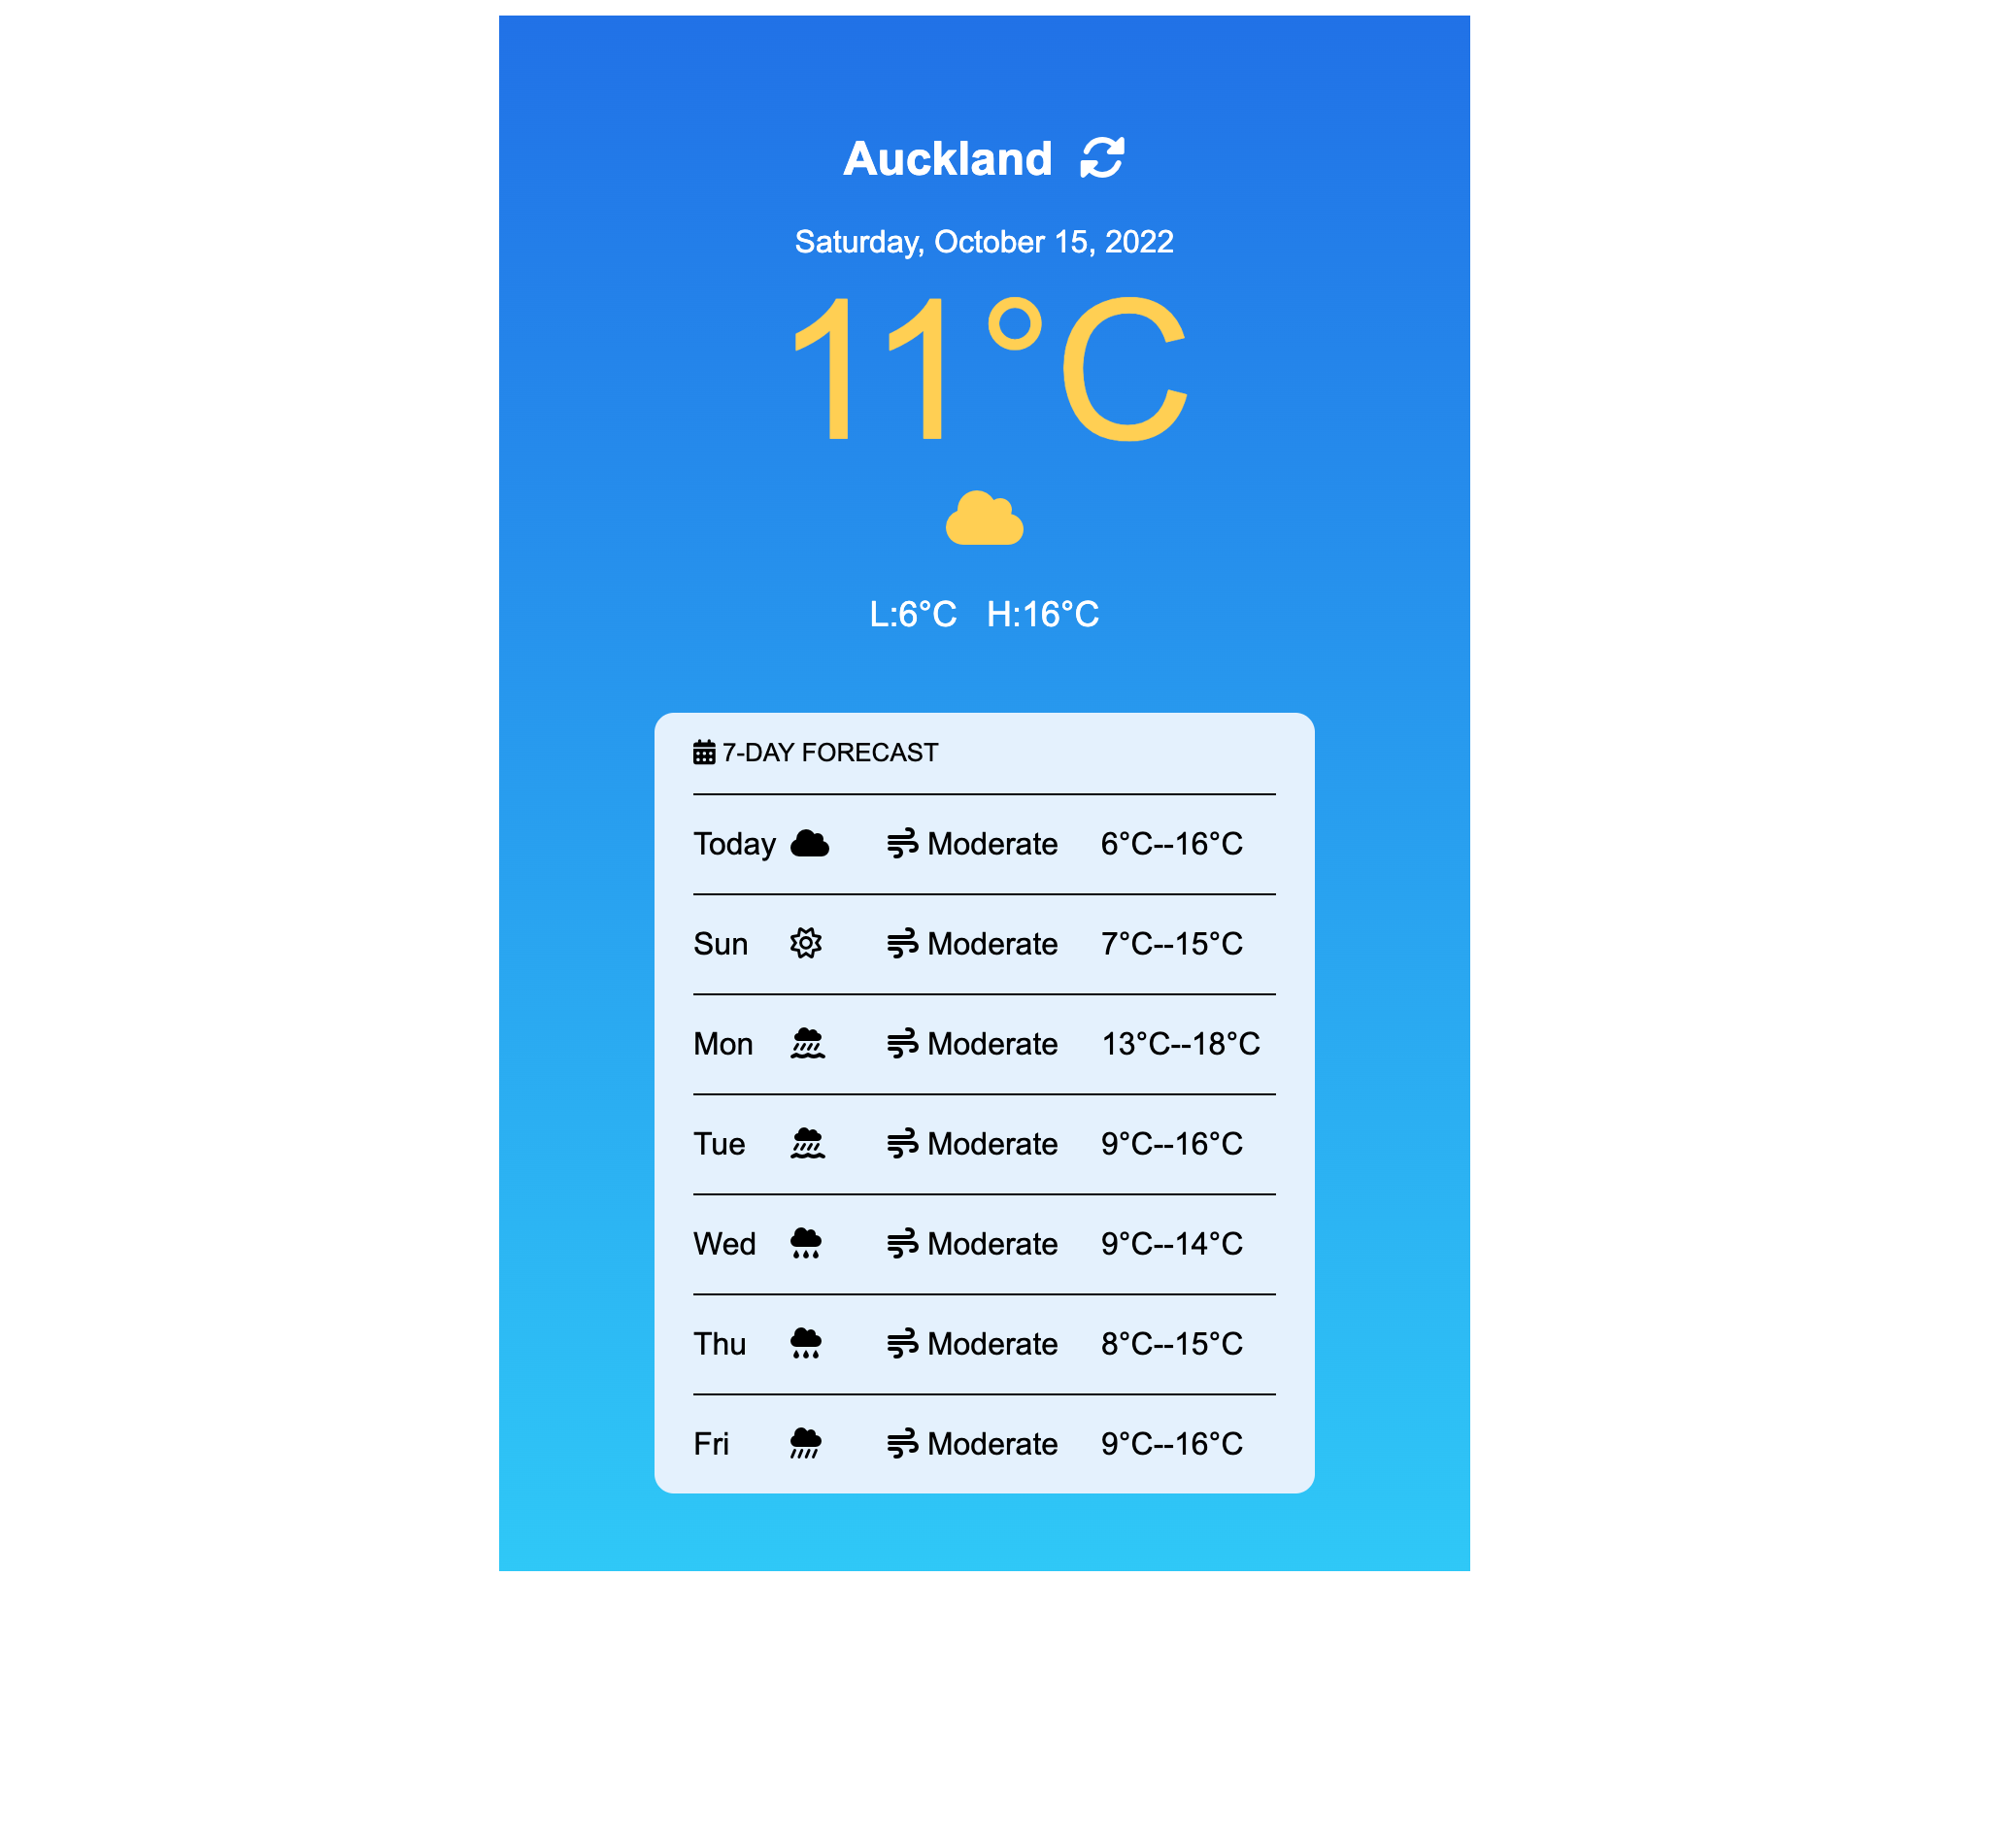 Auckland
Saturday, October 15, 2022
11°C
L:6°C H:16°C
7-DAY FORECAST
Today Moderate 6°C--16°C
Sun Moderate 7°C--15°C
Mon Moderate 13°C--18°C
Tue Moderate 9°C--16°C
Wed Moderate 9°C--14°C
Thu Moderate 8°C--15°C
Fri Moderate 9°C--16°C